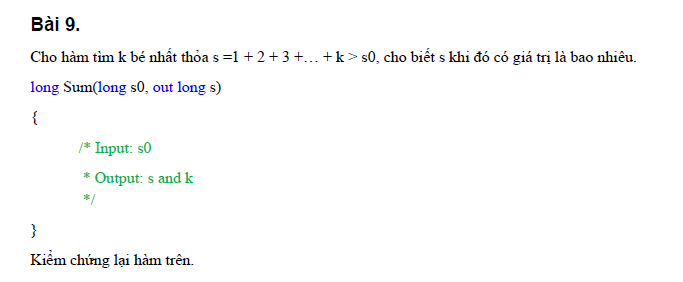 Bài 9.
Cho hàm tìm k bé nhất thỏa s =1 + 2 + 3 +… + k > s0, cho biết s khi đó có giá trị là bao nhiêu.
long Sum(long s0, out long s)
{
/* Input: s0
* Output: s and k
*/
}
Kiểm chứng lại hàm trên.